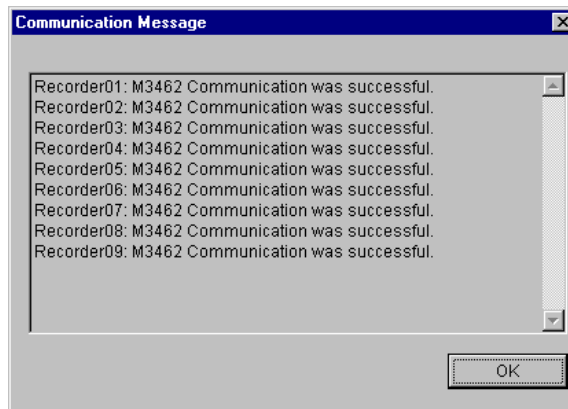 Communication Message
Recorder01: M3462 Communication was successful.
Recorder02: M3462 Communication was successful.
Recorder03: M3462 Communication was successful.
Recorder04: M3462 Communication was successful.
Recorder05: M3462 Communication was successful.
Recorder06: M3462 Communication was successful.
Recorder07: M3462 Communication was successful.
Recorder08: M3462 Communication was successful.
Recorder09: M3462 Communication was successful.
OK